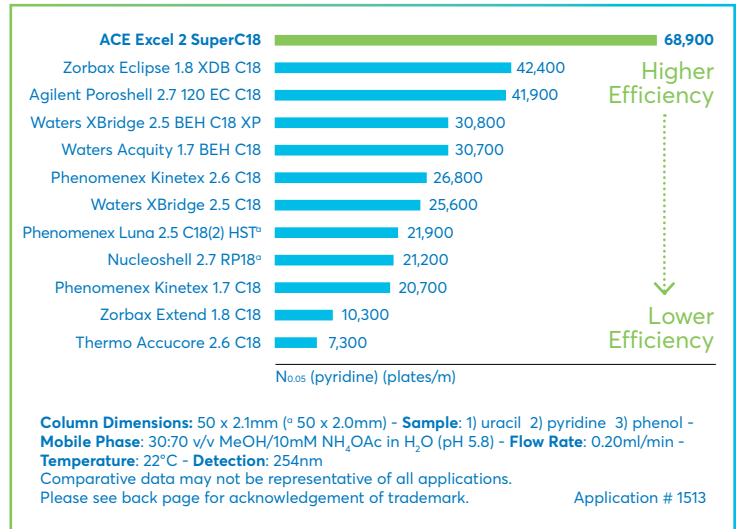 ACE Excel 2 SuperC18 68,900
Zorbax Eclipse 1.8 XDB C18 42,400
Higher
Agilent Poroshell 2.7 120 EC C18 41,900
Efficiency
Waters XBridge 2.5 BEH C18 XP 30,800
Waters Acquity 1.7 BEH C18 30,700
Phenomenex Kinetex 2.6 C18 26,800
Waters XBridge 2.5 C18 25,600
Phenomenex Luna 2.5 C18(2) HSTᵃ 21,900
Nucleoshell 2.7 RP18ᵃ 21,200
Phenomenex Kinetex 1.7 C18 20,700
Zorbax Extend 1.8 C18 10,300
Lower
Efficiency
Thermo Accucore 2.6 C18 7,300
N₀.₀₅ (pyridine) (plates/m)
Column Dimensions: 50 x 2.1mm (ᵃ 50 x 2.0mm) - Sample: 1) uracil 2) pyridine 3) phenol -
Mobile Phase: 30:70 v/v MeOH/10mM NH₄OAc in H₂O (pH 5.8) - Flow Rate: 0.20ml/min -
Temperature: 22°C - Detection: 254nm
Comparative data may not be representative of all applications.
Please see back page for acknowledgement of trademark. Application # 1513